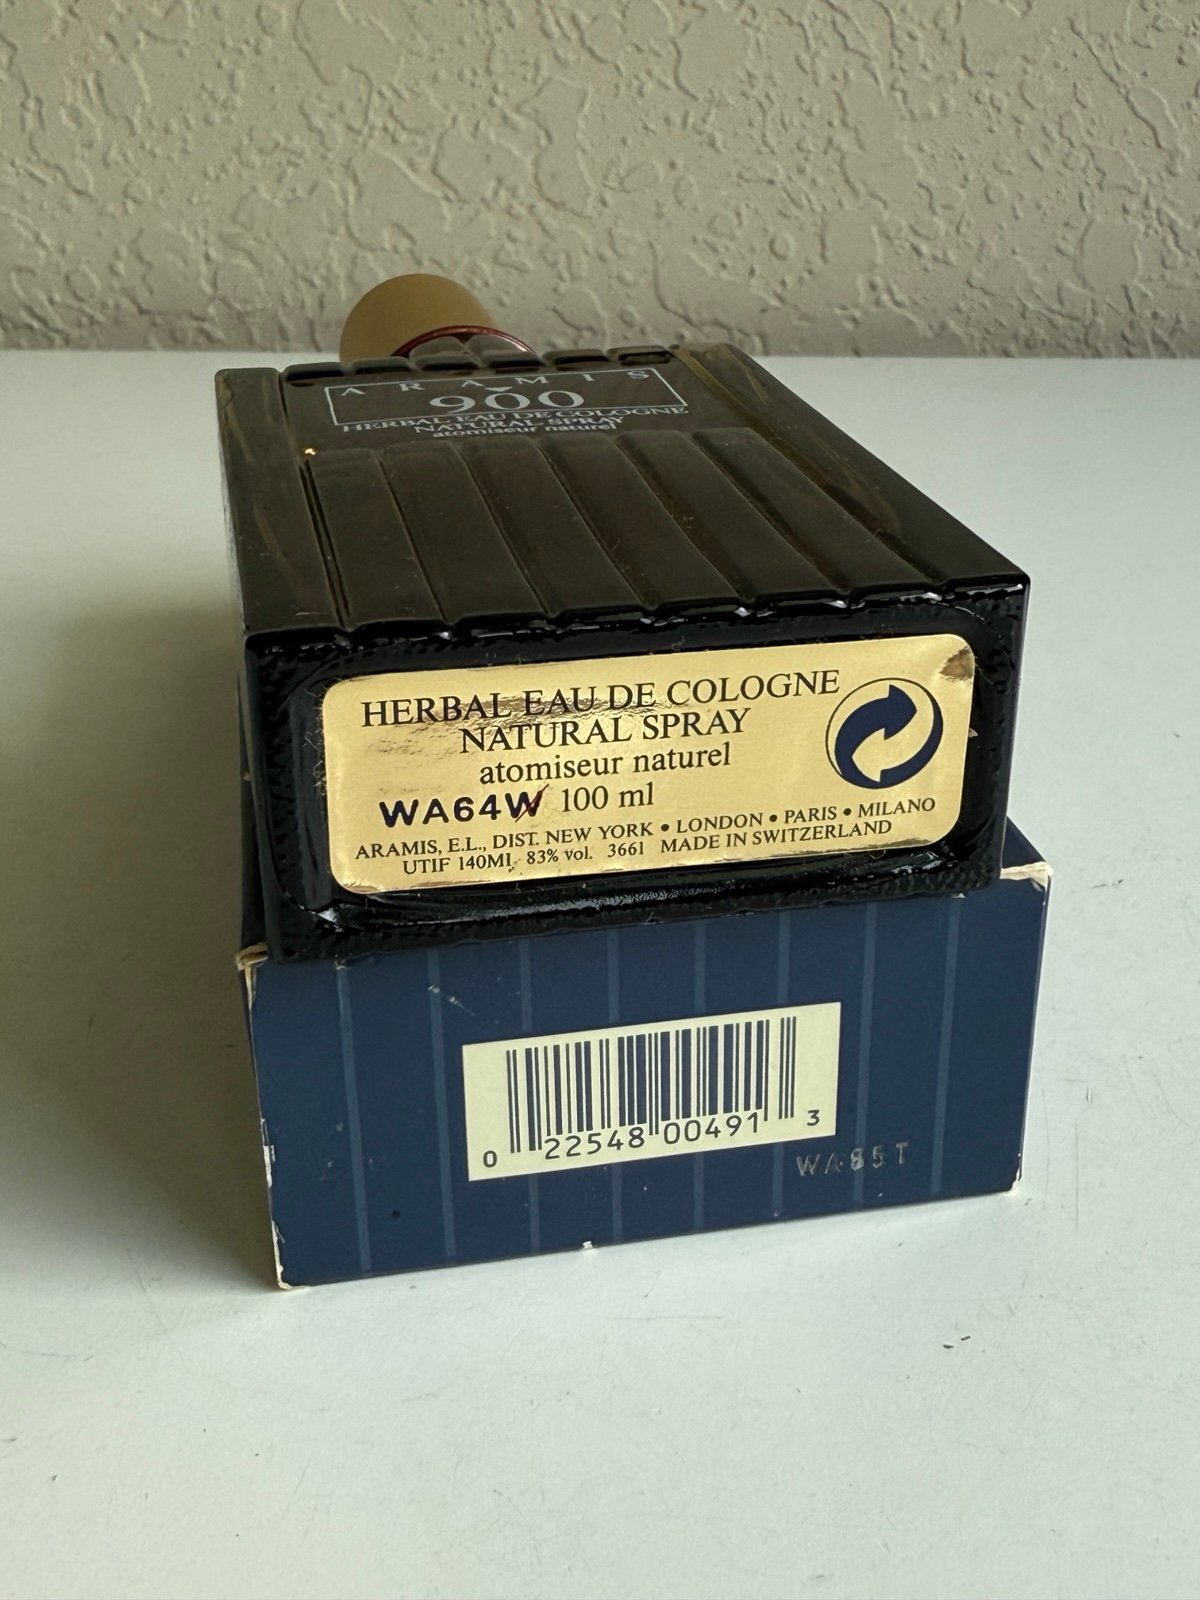 ARAMIS
900
HERBAL EAU DE COLOGNE
NATURAL SPRAY
atomiseur naturel
HERBAL EAU DE COLOGNE
NATURAL SPRAY
atomiseur naturel
WA64W 100 ml
ARAMIS, E.L., DIST. NEW YORK • LONDON • PARIS • MILANO
UTIF 140ML 83% vol. 3661 MADE IN SWITZERLAND
0 22548 00491 3
WA85T